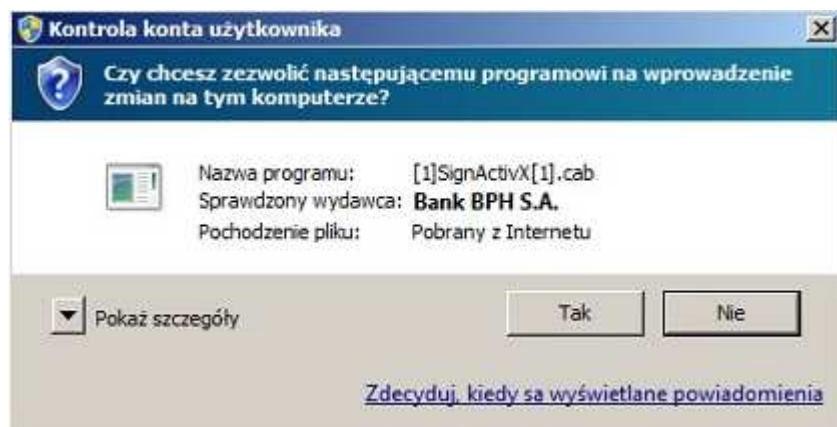 Kontrola konta użytkownika
Czy chcesz zezwolić następującemu programowi na wprowadzenie
zmian na tym komputerze?
Nazwa programu: [1]SignActivX[1].cab
Sprawdzony wydawca: Bank BPH S.A.
Pochodzenie pliku: Pobrany z Internetu
Pokaż szczegóły
Tak
Nie
Zdecyduj, kiedy sa wyświetlane powiadomienia